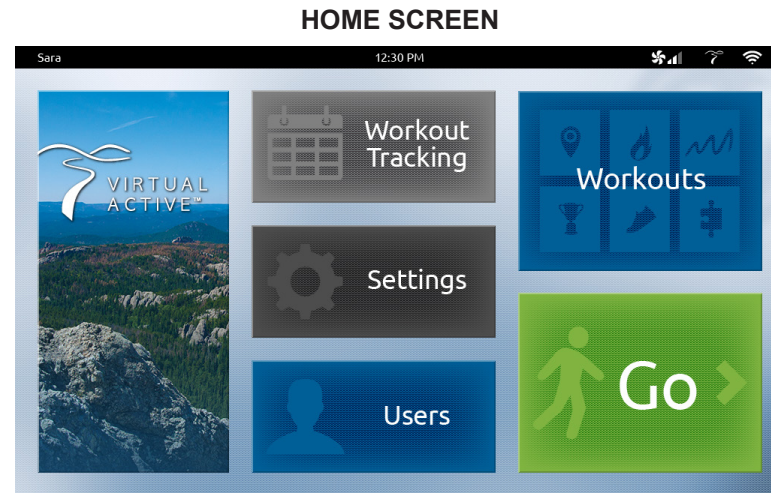 HOME SCREEN
Sara
12:30 PM
VIRTUAL
ACTIVE™
Workout
Tracking
Settings
Users
Workouts
Go